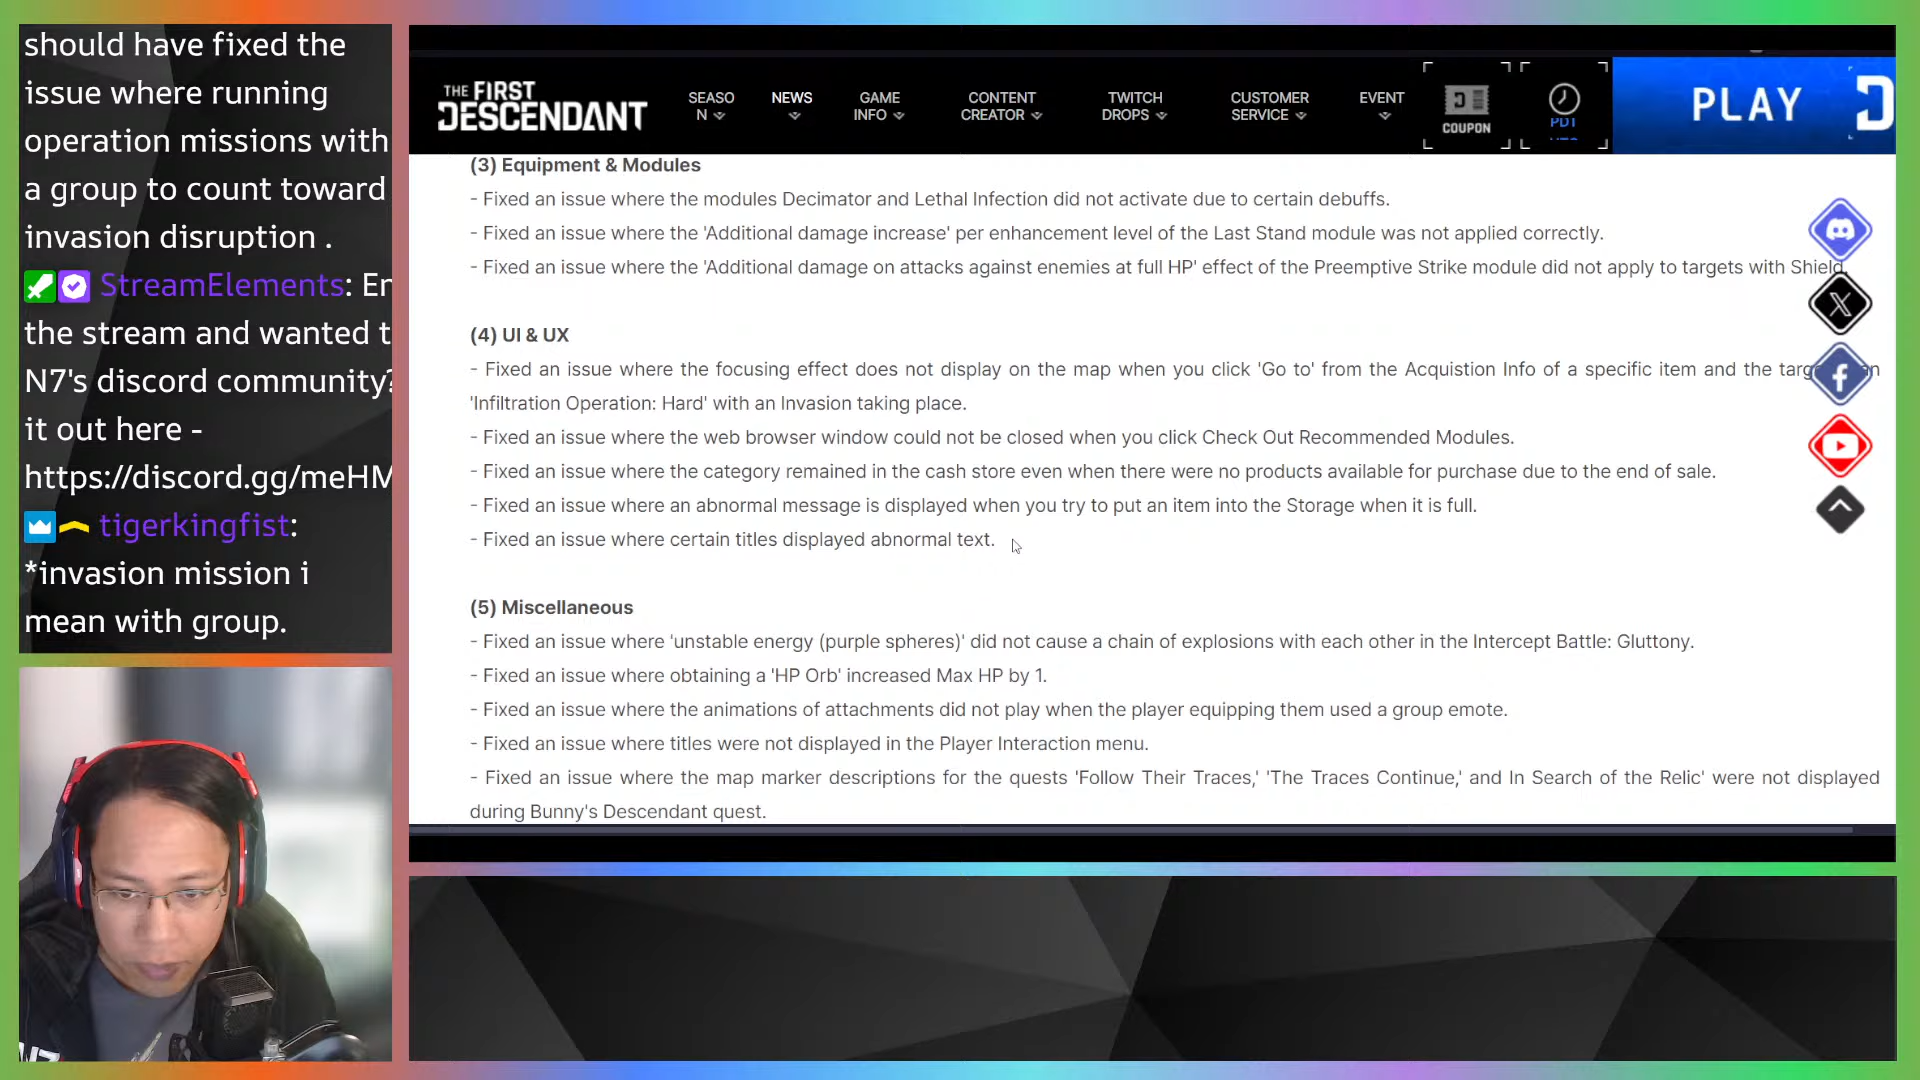 should have fixed the
issue where running
operation missions with
a group to count toward
invasion disruption .
StreamElements: En
the stream and wanted t
N7's discord community?
it out here -
https://discord.gg/meHM
tigerkingfist:
*invasion mission i
mean with group.
THE FIRST
DESCENDANT
SEASO
N
NEWS
GAME
INFO
CONTENT
CREATOR
TWITCH
DROPS
CUSTOMER
SERVICE
EVENT
COUPON
PDT
PLAY
(3) Equipment & Modules
- Fixed an issue where the modules Decimator and Lethal Infection did not activate due to certain debuffs.
- Fixed an issue where the 'Additional damage increase' per enhancement level of the Last Stand module was not applied correctly.
- Fixed an issue where the 'Additional damage on attacks against enemies at full HP' effect of the Preemptive Strike module did not apply to targets with Shield.
(4) UI & UX
- Fixed an issue where the focusing effect does not display on the map when you click 'Go to' from the Acquistion Info of a specific item and the targ
'Infiltration Operation: Hard' with an Invasion taking place.
- Fixed an issue where the web browser window could not be closed when you click Check Out Recommended Modules.
- Fixed an issue where the category remained in the cash store even when there were no products available for purchase due to the end of sale.
- Fixed an issue where an abnormal message is displayed when you try to put an item into the Storage when it is full.
- Fixed an issue where certain titles displayed abnormal text.
(5) Miscellaneous
- Fixed an issue where 'unstable energy (purple spheres)' did not cause a chain of explosions with each other in the Intercept Battle: Gluttony.
- Fixed an issue where obtaining a 'HP Orb' increased Max HP by 1.
- Fixed an issue where the animations of attachments did not play when the player equipping them used a group emote.
- Fixed an issue where titles were not displayed in the Player Interaction menu.
- Fixed an issue where the map marker descriptions for the quests 'Follow Their Traces,' 'The Traces Continue,' and In Search of the Relic' were not displayed
during Bunny's Descendant quest.